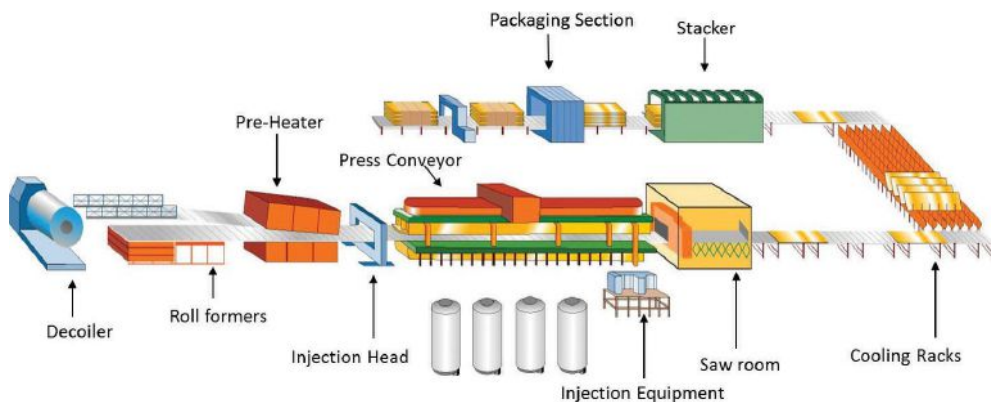 Packaging Section
Stacker
Pre-Heater
Press Conveyor
Decoiler
Roll formers
Injection Head
Injection Equipment
Saw room
Cooling Racks